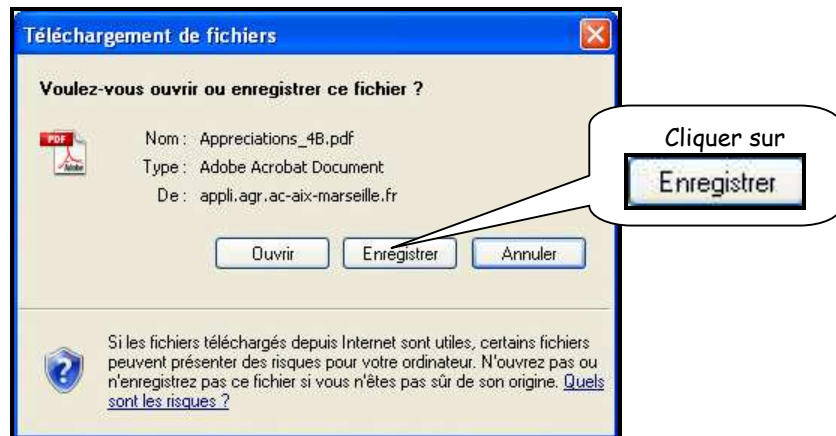 Téléchargement de fichiers
Voulez-vous ouvrir ou enregistrer ce fichier ?
PDF
Adobe
Nom : Appreciations_4B.pdf
Type : Adobe Acrobat Document
De : appli.agr.ac-aix-marseille.fr
Ouvrir Enregistrer Annuler
Cliquer sur
Enregistrer
Si les fichiers téléchargés depuis Internet sont utiles, certains fichiers
peuvent présenter des risques pour votre ordinateur. N'ouvrez pas ou
n'enregistrez pas ce fichier si vous n'êtes pas sûr de son origine. Quels
sont les risques ?